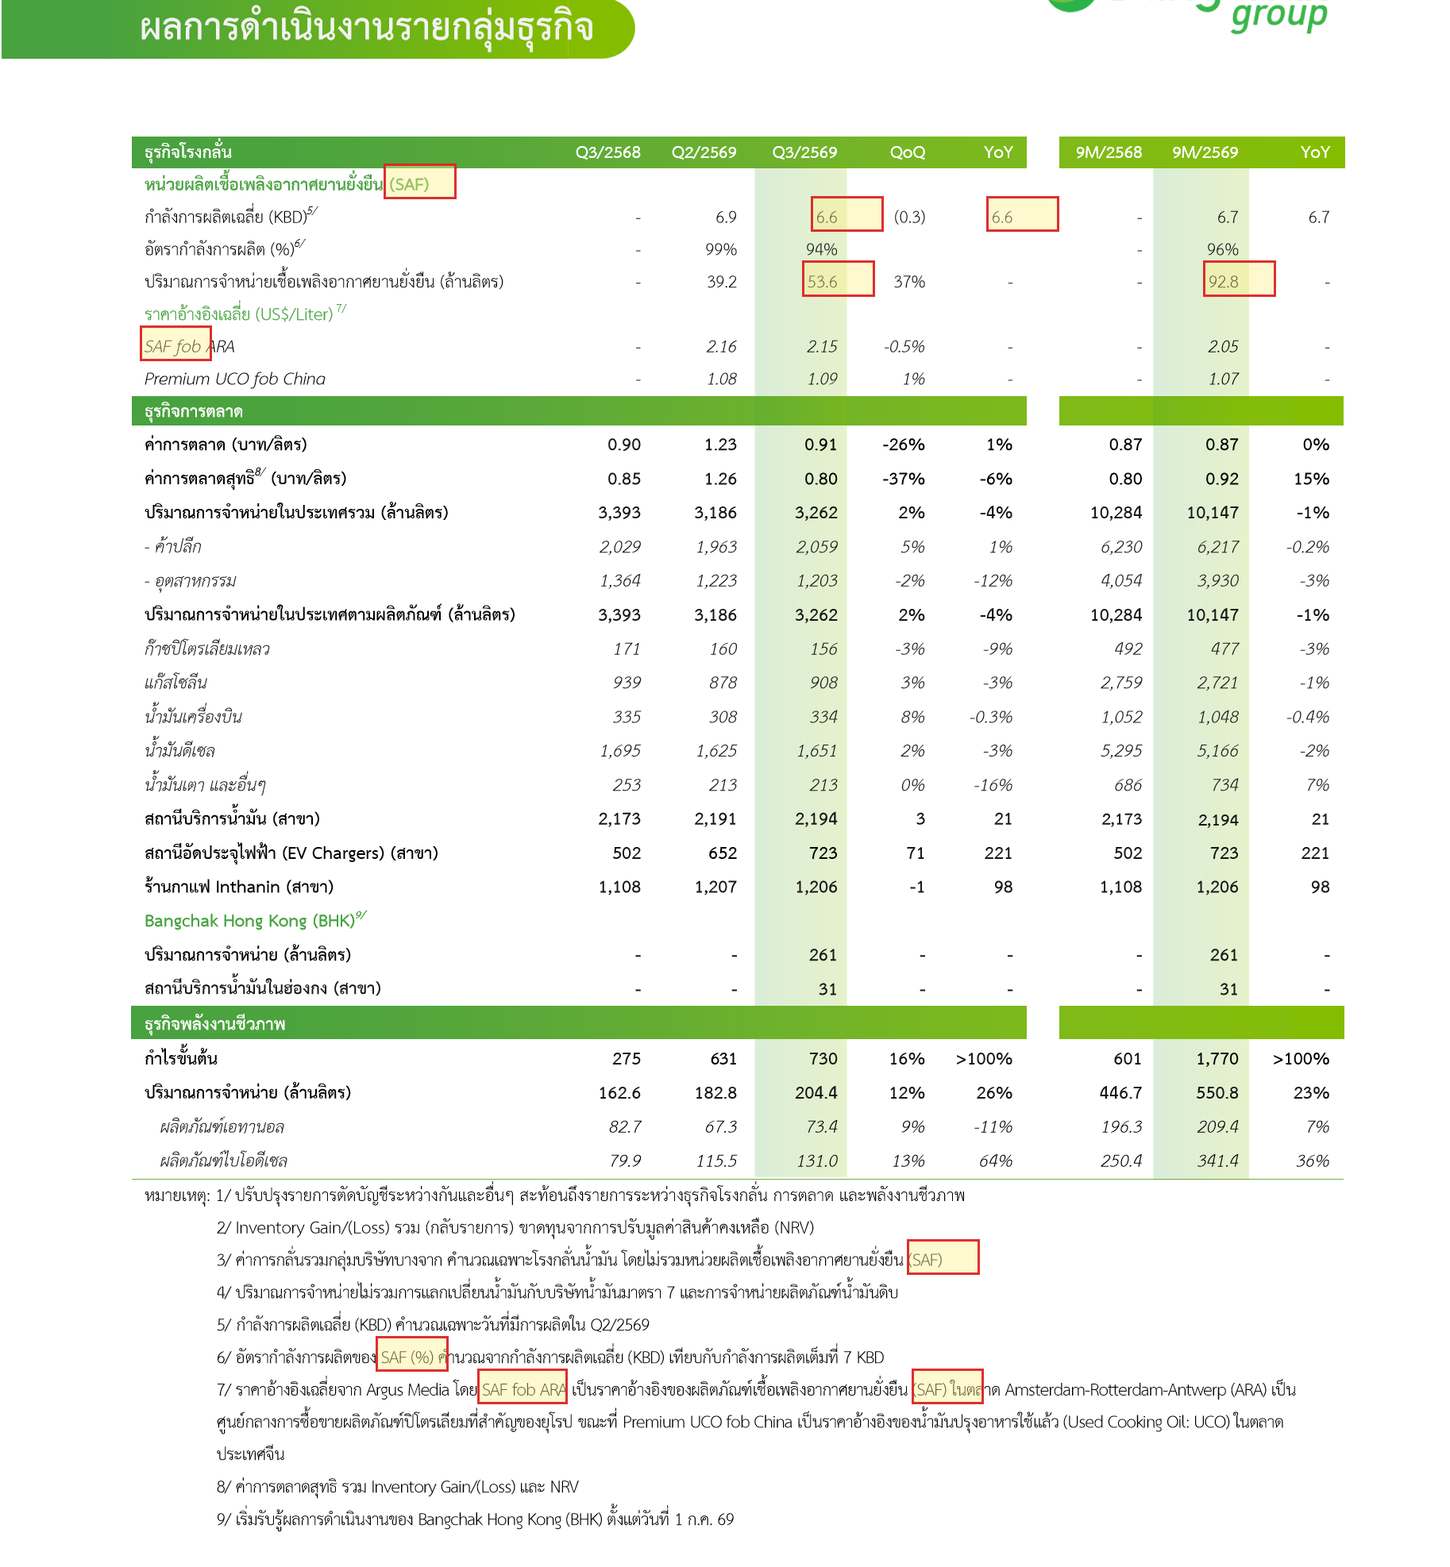 ผลการดำเนินงานรายกลุ่มธุรกิจ
group
ธุรกิจโรงกลั่น Q3/2568 Q2/2569 Q3/2569 QoQ YoY 9M/2568 9M/2569 YoY
หน่วยผลิตเชื้อเพลิงอากาศยานยั่งยืน (SAF)
กำลังการผลิตเฉลี่ย (KBD)5/ - 6.9 6.6 (0.3) 6.6 - 6.7 6.7
อัตรากำลังการผลิต (%)6/ - 99% 94% - 96%
ปริมาณการจำหน่ายเชื้อเพลิงอากาศยานยั่งยืน (ล้านลิตร) - 39.2 53.6 37% - - 92.8 -
ราคาอ้างอิงเฉลี่ย (US$/Liter) 7/
SAF fob ARA - 2.16 2.15 -0.5% - - 2.05 -
Premium UCO fob China - 1.08 1.09 1% - - 1.07 -
ธุรกิจการตลาด
ค่าการตลาด (บาท/ลิตร) 0.90 1.23 0.91 -26% 1% 0.87 0.87 0%
ค่าการตลาดสุทธิ8/ (บาท/ลิตร) 0.85 1.26 0.80 -37% -6% 0.80 0.92 15%
ปริมาณการจำหน่ายในประเทศรวม (ล้านลิตร) 3,393 3,186 3,262 2% -4% 10,284 10,147 -1%
- ค้าปลีก 2,029 1,963 2,059 5% 1% 6,230 6,217 -0.2%
- อุตสาหกรรม 1,364 1,223 1,203 -2% -12% 4,054 3,930 -3%
ปริมาณการจำหน่ายในประเทศตามผลิตภัณฑ์ (ล้านลิตร) 3,393 3,186 3,262 2% -4% 10,284 10,147 -1%
ก๊าซปิโตรเลียมเหลว 171 160 156 -3% -9% 492 477 -3%
แก๊สโซลีน 939 878 908 3% -3% 2,759 2,721 -1%
น้ำมันเครื่องบิน 335 308 334 8% -0.3% 1,052 1,048 -0.4%
น้ำมันดีเซล 1,695 1,625 1,651 2% -3% 5,295 5,166 -2%
น้ำมันเตา และอื่นๆ 253 213 213 0% -16% 686 734 7%
สถานีบริการน้ำมัน (สาขา) 2,173 2,191 2,194 3 21 2,173 2,194 21
สถานีอัดประจุไฟฟ้า (EV Chargers) (สาขา) 502 652 723 71 221 502 723 221
ร้านกาแฟ Inthanin (สาขา) 1,108 1,207 1,206 -1 98 1,108 1,206 98
Bangchak Hong Kong (BHK)9/
ปริมาณการจำหน่าย (ล้านลิตร) - - 261 - - - 261 -
สถานีบริการน้ำมันในฮ่องกง (สาขา) - - 31 - - - 31 -
ธุรกิจพลังงานชีวภาพ
กำไรขั้นต้น 275 631 730 16% >100% 601 1,770 >100%
ปริมาณการจำหน่าย (ล้านลิตร) 162.6 182.8 204.4 12% 26% 446.7 550.8 23%
ผลิตภัณฑ์เอทานอล 82.7 67.3 73.4 9% -11% 196.3 209.4 7%
ผลิตภัณฑ์ไบโอดีเซล 79.9 115.5 131.0 13% 64% 250.4 341.4 36%
หมายเหตุ: 1/ ปรับปรุงรายการตัดบัญชีระหว่างกันและอื่นๆ สะท้อนถึงรายการระหว่างธุรกิจโรงกลั่น การตลาด และพลังงานชีวภาพ
2/ Inventory Gain/(Loss) รวม (กลับรายการ) ขาดทุนจากการปรับมูลค่าสินค้าคงเหลือ (NRV)
3/ ค่าการกลั่นรวมกลุ่มบริษัทบางจาก คำนวณเฉพาะโรงกลั่นน้ำมัน โดยไม่รวมหน่วยผลิตเชื้อเพลิงอากาศยานยั่งยืน (SAF)
4/ ปริมาณการจำหน่ายไม่รวมการแลกเปลี่ยนน้ำมันกับบริษัทน้ำมันมาตรา 7 และการจำหน่ายผลิตภัณฑ์น้ำมันดิบ
5/ กำลังการผลิตเฉลี่ย (KBD) คำนวณเฉพาะวันที่มีการผลิตใน Q2/2569
6/ อัตรากำลังการผลิตของ SAF (%) คำนวณจากกำลังการผลิตเฉลี่ย (KBD) เทียบกับกำลังการผลิตเต็มที่ 7 KBD
7/ ราคาอ้างอิงเฉลี่ยจาก Argus Media โดย SAF fob ARA เป็นราคาอ้างอิงของผลิตภัณฑ์เชื้อเพลิงอากาศยานยั่งยืน (SAF) ในตลาด Amsterdam-Rotterdam-Antwerp (ARA) เป็น
ศูนย์กลางการซื้อขายผลิตภัณฑ์ปิโตรเลียมที่สำคัญของยุโรป ขณะที่ Premium UCO fob China เป็นราคาอ้างอิงของน้ำมันปรุงอาหารใช้แล้ว (Used Cooking Oil: UCO) ในตลาด
ประเทศจีน
8/ ค่าการตลาดสุทธิ รวม Inventory Gain/(Loss) และ NRV
9/ เริ่มรับรู้ผลการดำเนินงานของ Bangchak Hong Kong (BHK) ตั้งแต่วันที่ 1 ก.ค. 69